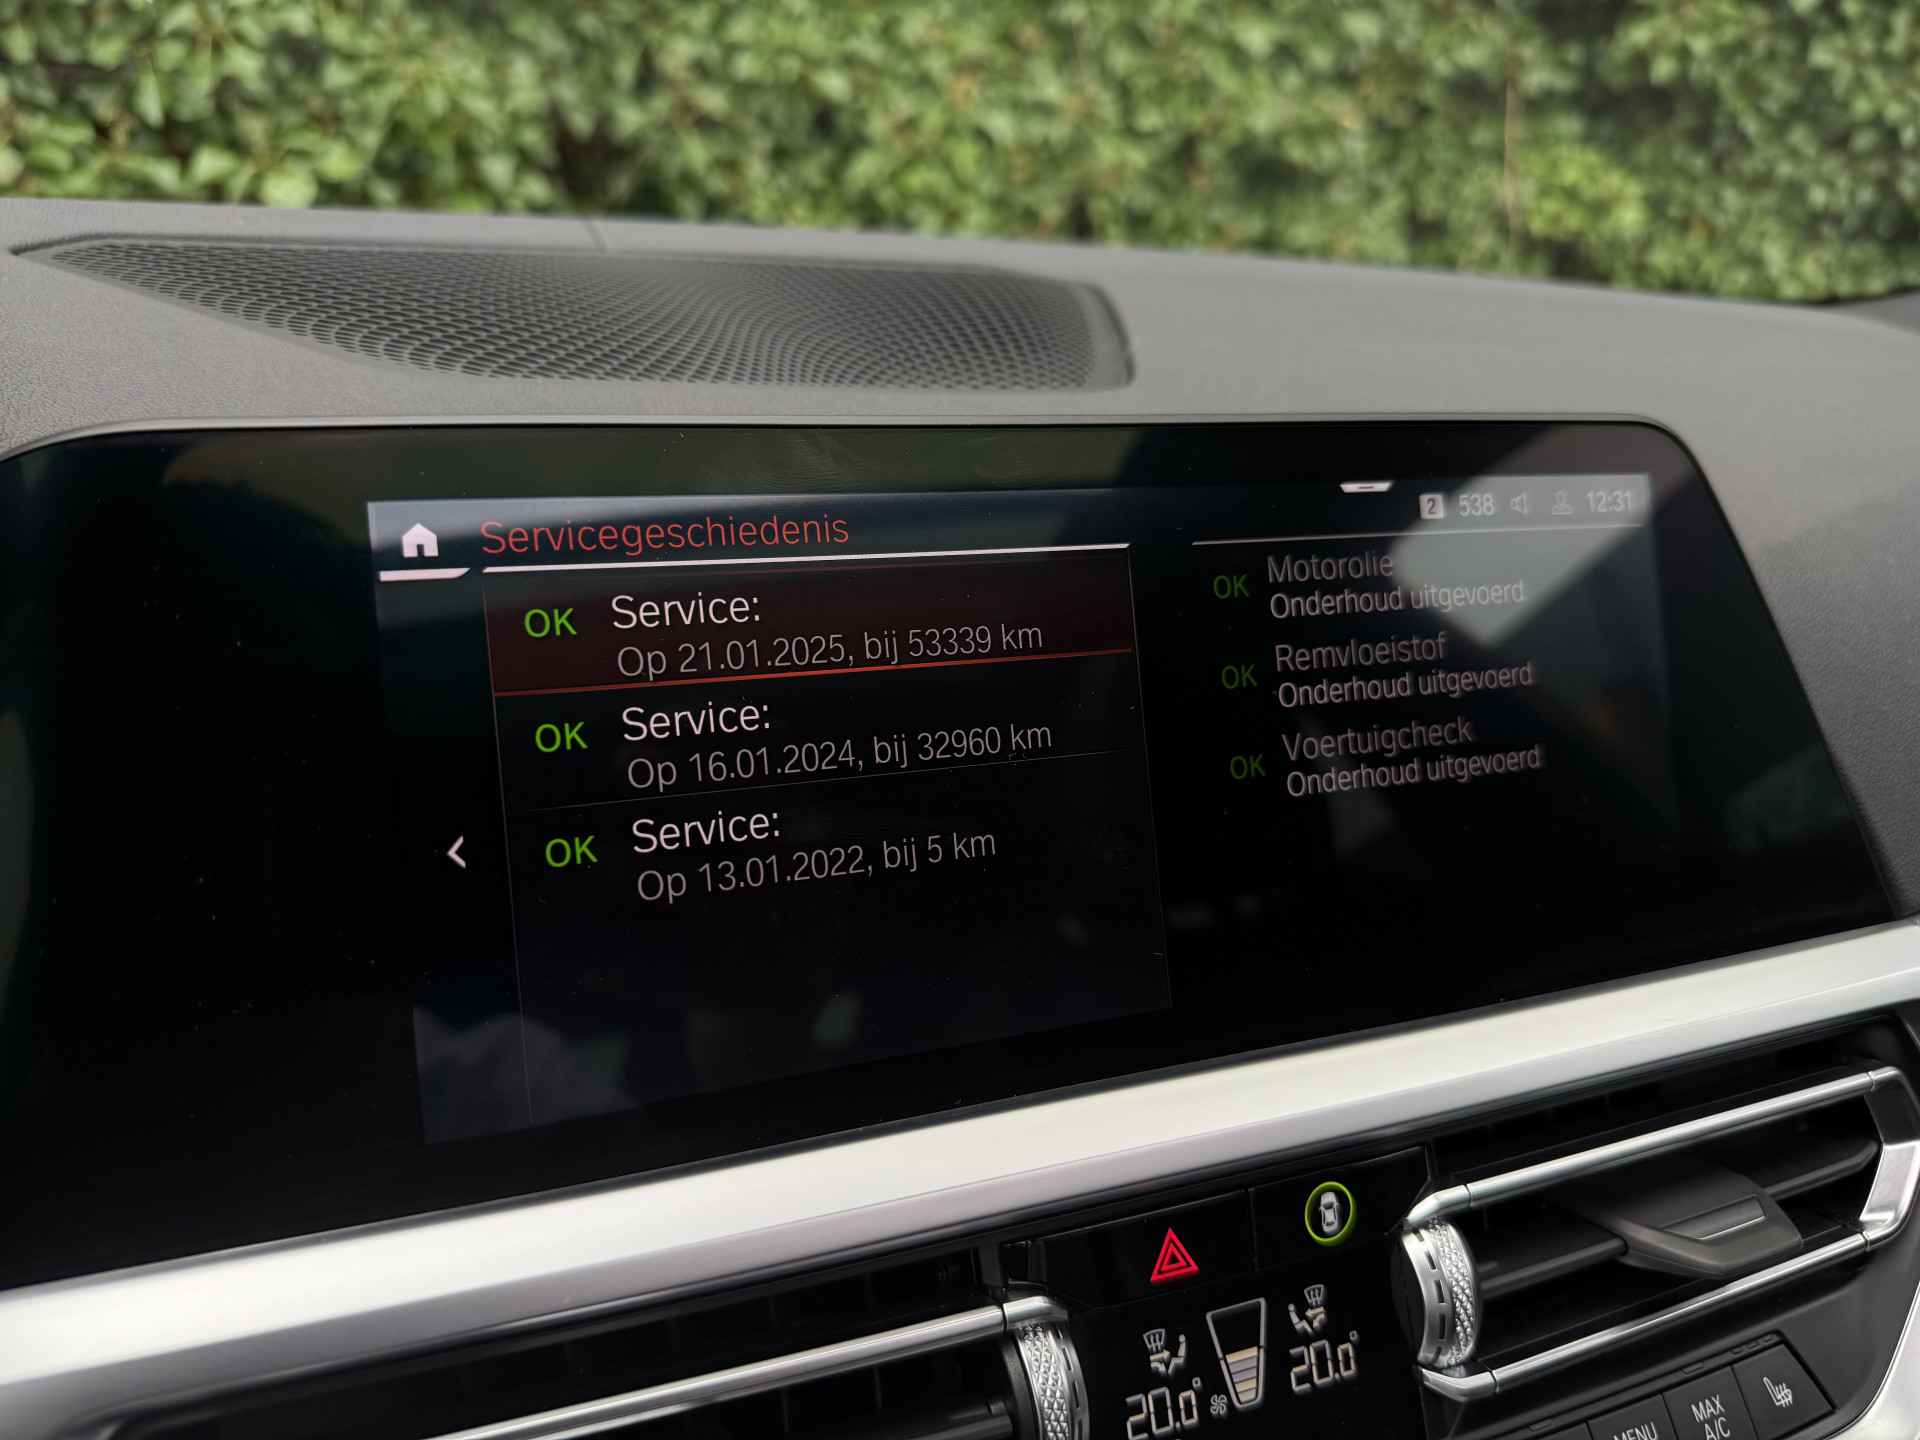 Servicegeschiedenis
2 538 12:31
OK Service:
Op 21.01.2025, bij 53339 km
OK Service:
Op 16.01.2024, bij 32960 km
OK Service:
Op 13.01.2022, bij 5 km
OK Motorolie
Onderhoud uitgevoerd
OK Remvloeistof
Onderhoud uitgevoerd
OK Voertuigcheck
Onderhoud uitgevoerd
20.0° 20.0°
MENU
MAX
A/C